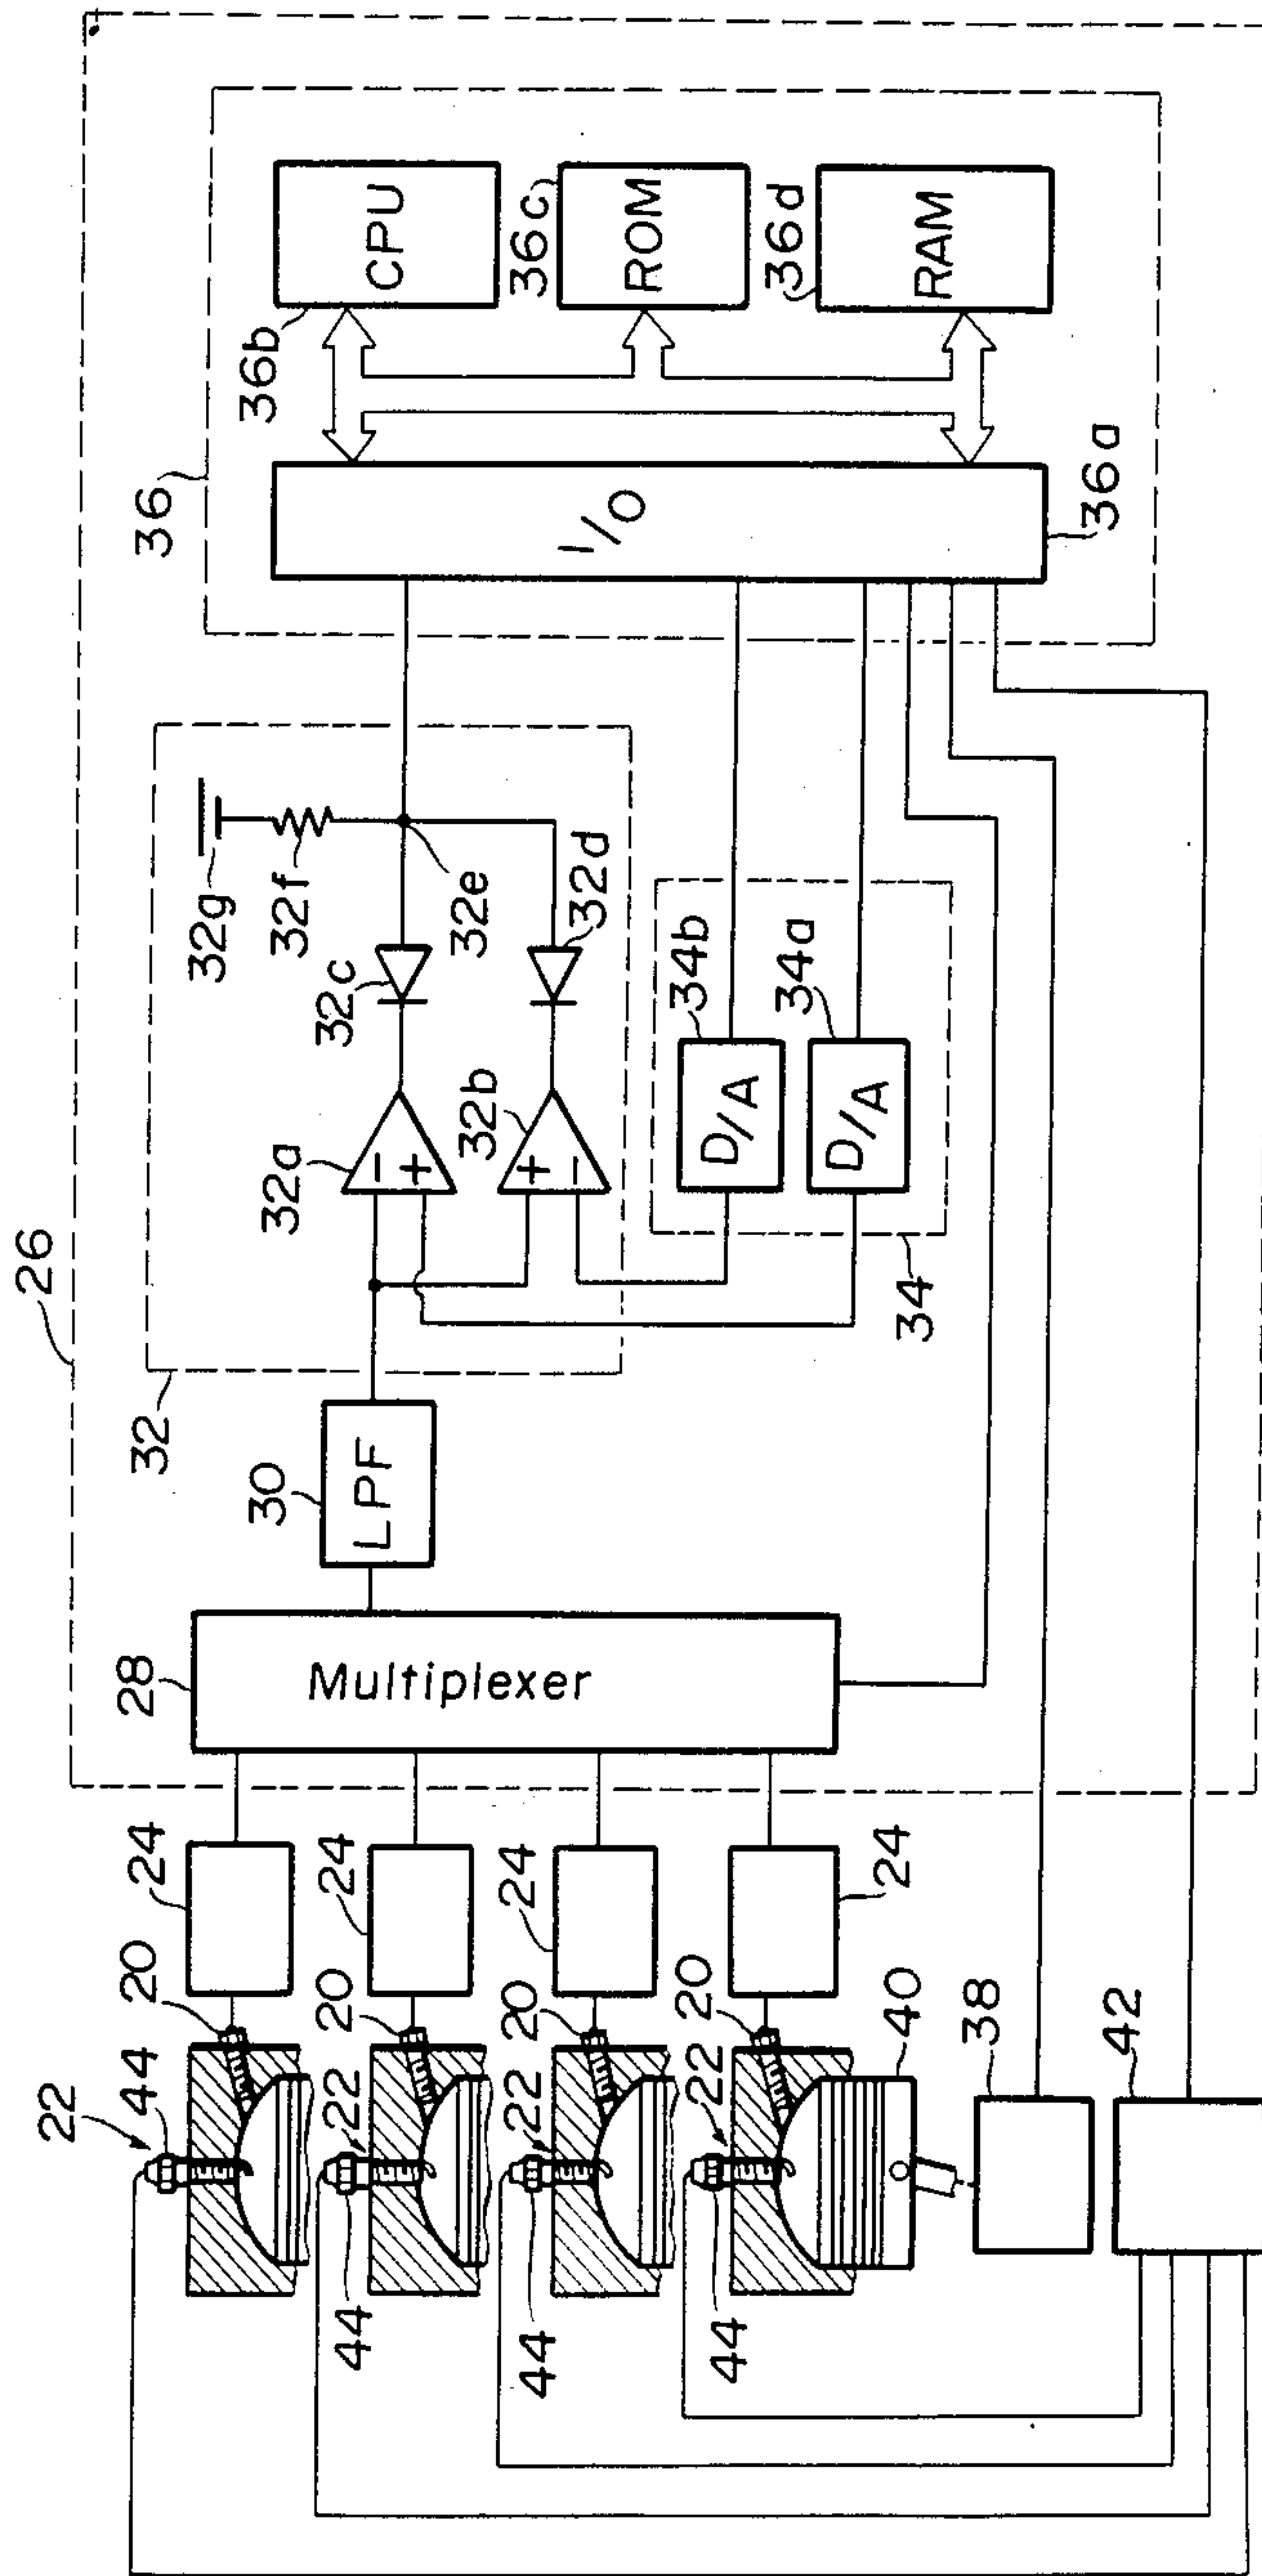 26
36
36b
CPU
36c
ROM
36d
RAM
I/O
36a
32
32g
32f
32c
32e
32d
32a
−
+
32b
+
−
34b
D/A
34a
D/A
34
30
LPF
28
Multiplexer
24
24
24
24
20
20
20
20
22
44
22
44
22
44
22
44
40
38
42